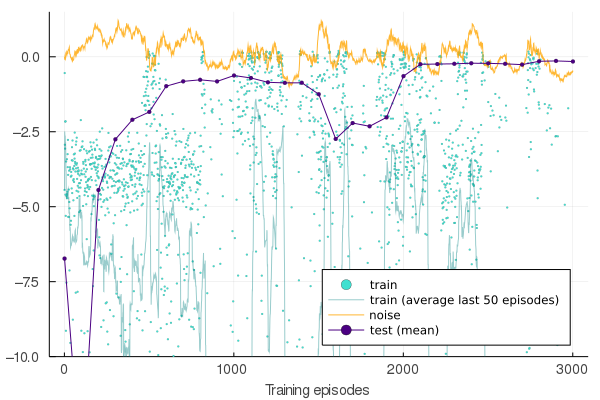 0.0
−2.5
−5.0
−7.5
−10.0
0
1000
2000
3000
Training episodes
train
train (average last 50 episodes)
noise
test (mean)